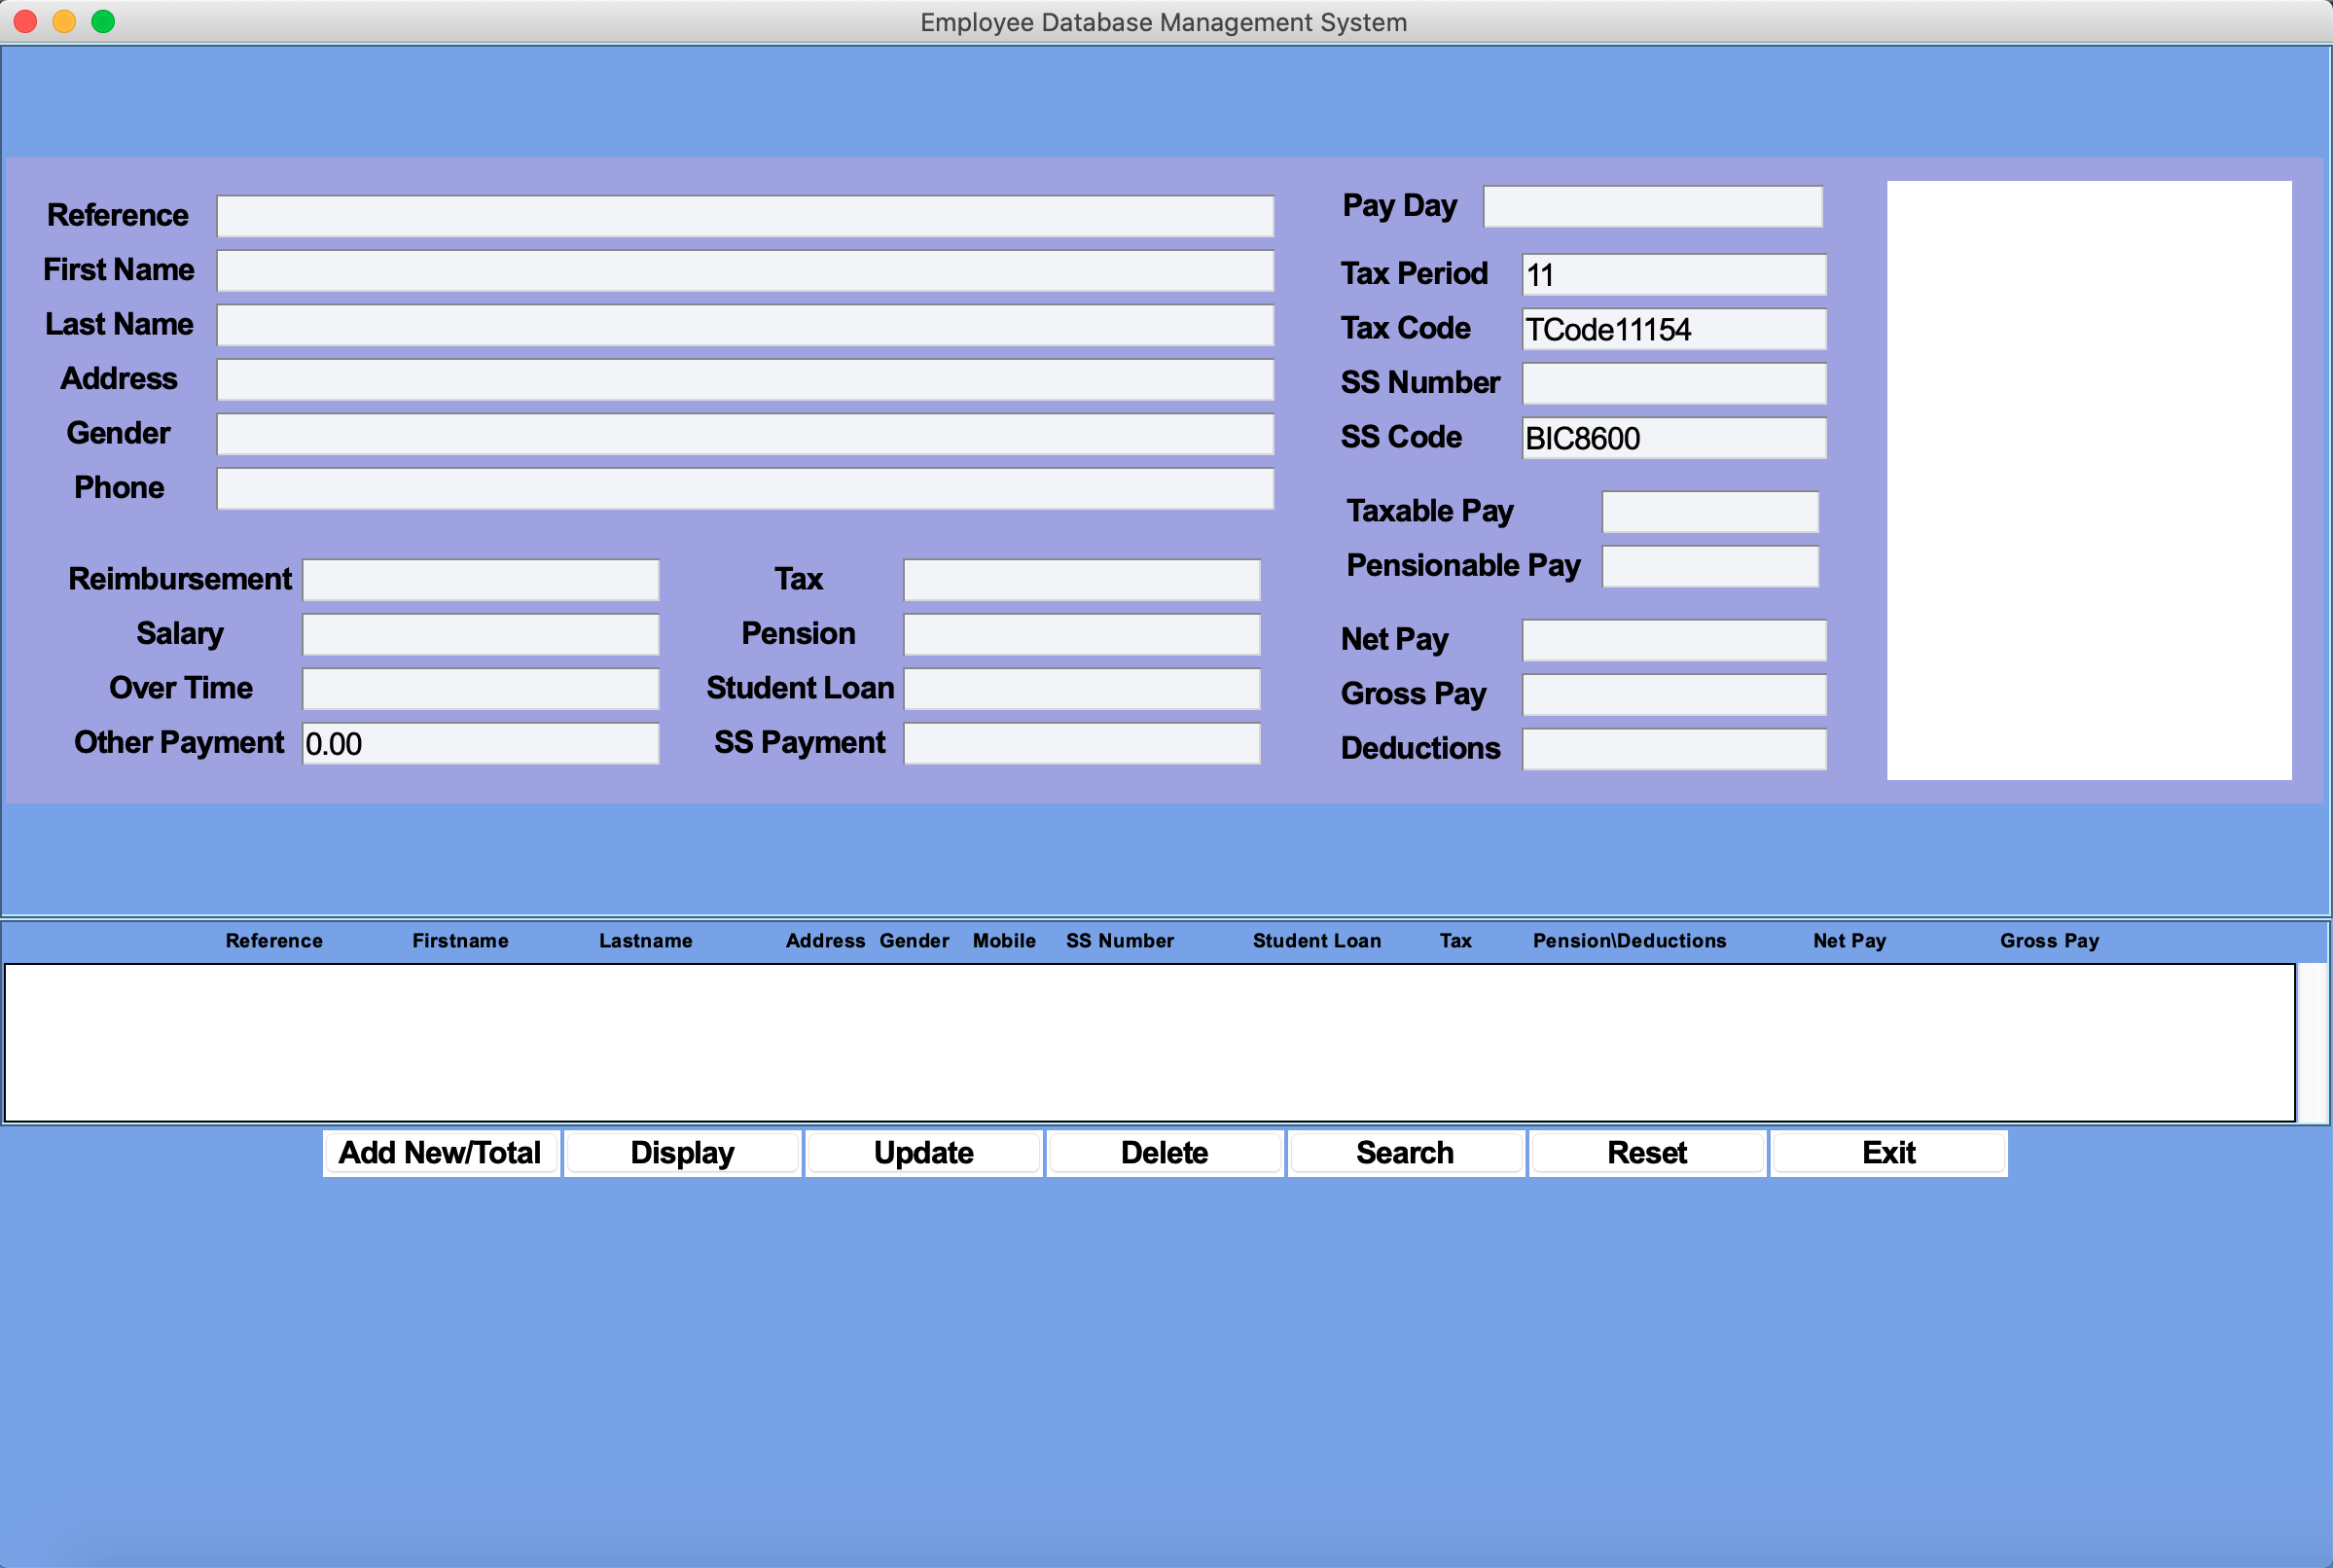 Employee Database Management System
Reference
First Name
Last Name
Address
Gender
Phone
Reimbursement Tax
Salary Pension
Over Time Student Loan
Other Payment 0.00 SS Payment
Pay Day
Tax Period 11
Tax Code TCode11154
SS Number
SS Code BIC8600
Taxable Pay
Pensionable Pay
Net Pay
Gross Pay
Deductions
Reference Firstname Lastname Address Gender Mobile SS Number Student Loan Tax Pension\Deductions Net Pay Gross Pay
Add New/Total Display Update Delete Search Reset Exit